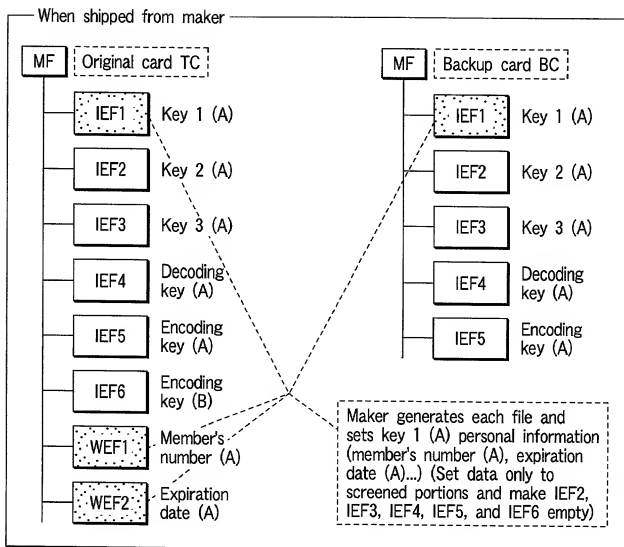 When shipped from maker
MF
Original card TC
IEF1
Key 1 (A)
IEF2
Key 2 (A)
IEF3
Key 3 (A)
IEF4
Decoding
key (A)
IEF5
Encoding
key (A)
IEF6
Encoding
key (B)
WEF1
Member's
number (A)
WEF2
Expiration
date (A)
MF
Backup card BC
IEF1
Key 1 (A)
IEF2
Key 2 (A)
IEF3
Key 3 (A)
IEF4
Decoding
key (A)
IEF5
Encoding
key (A)
Maker generates each file and
sets key 1 (A) personal information
(member's number (A), expiration
date (A)...) (Set data only to
screened portions and make IEF2,
IEF3, IEF4, IEF5, and IEF6 empty)